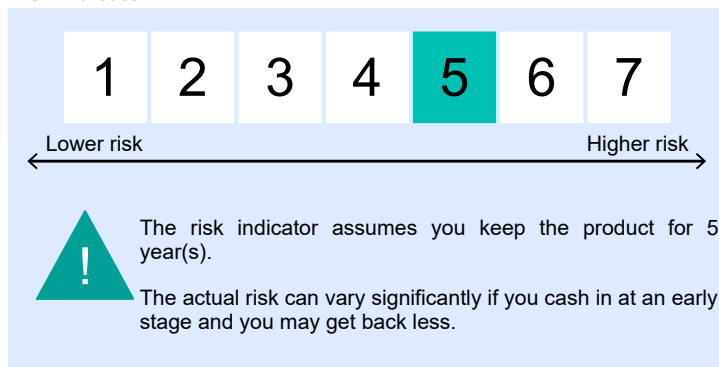 1 2 3 4 5 6 7
Lower risk Higher risk
!
The risk indicator assumes you keep the product for 5
year(s).
The actual risk can vary significantly if you cash in at an early
stage and you may get back less.